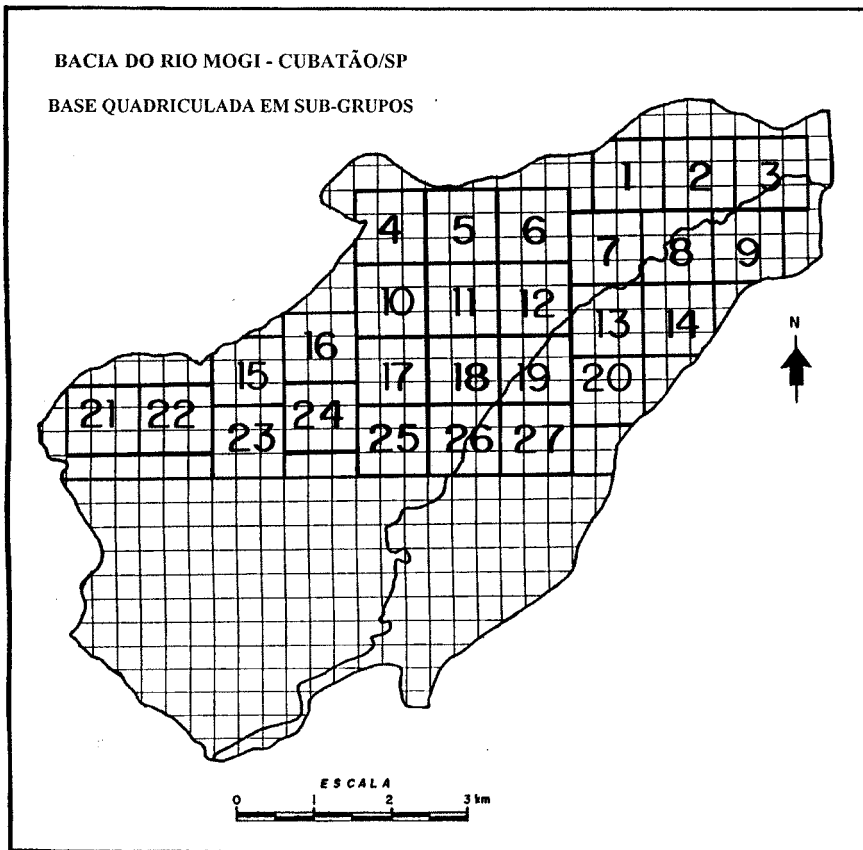 BACIA DO RIO MOGI - CUBATÃO/SP
BASE QUADRICULADA EM SUB-GRUPOS
1 2 3
4 5 6
7 8 9
10 11 12
13 14
15 16
17 18 19 20
21 22
23 24 25 26 27
N
ESCALA
0 1 2 3 km